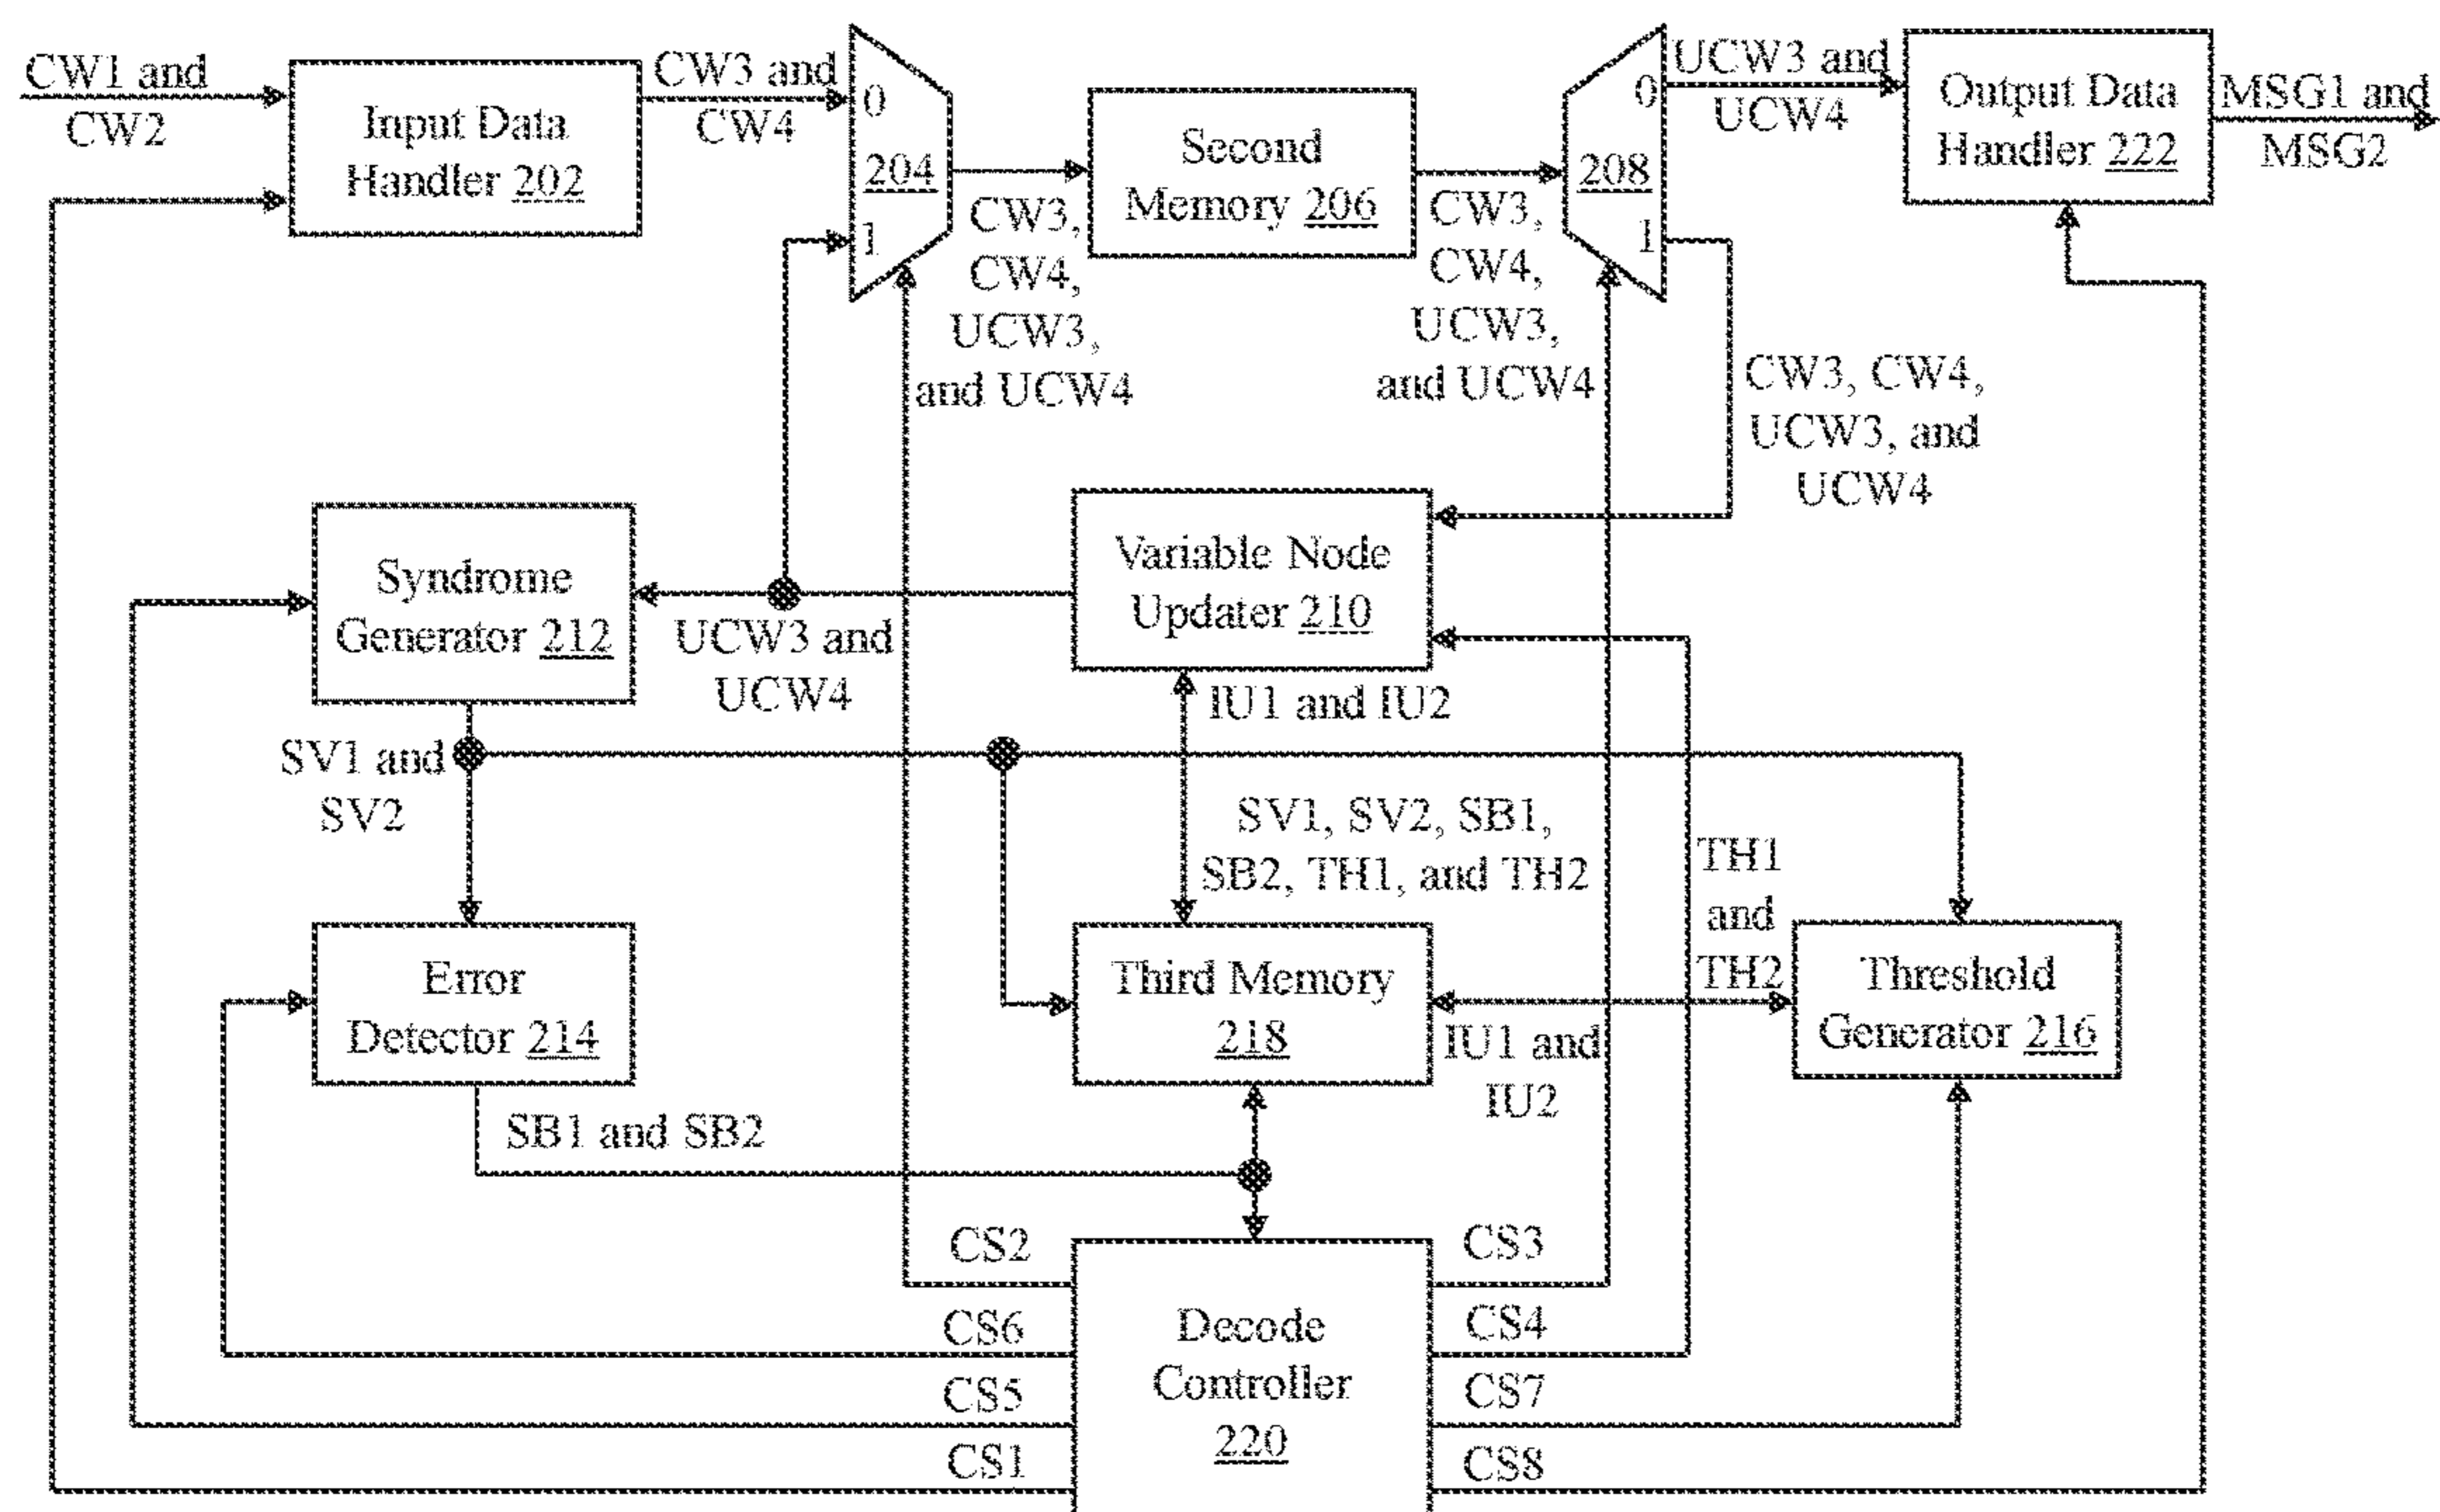 CW1 and
CW2
Input Data
Handler 202
CW3 and
CW4
0
204
1
CW3,
CW4,
UCW3,
and UCW4
Second
Memory 206
CW3,
CW4,
UCW3,
and UCW4
0
208
1
UCW3 and
UCW4
Output Data
Handler 222
MSG1 and
MSG2
CW3, CW4,
UCW3, and
UCW4
Syndrome
Generator 212
UCW3 and
UCW4
Variable Node
Updater 210
IU1 and IU2
SV1 and
SV2
SV1, SV2, SB1,
SB2, TH1, and TH2
TH1
and
TH2
Error
Detector 214
Third Memory
218
IU1 and
IU2
Threshold
Generator 216
SB1 and SB2
CS2
CS6
CS5
CS1
Decode
Controller
220
CS3
CS4
CS7
CS8